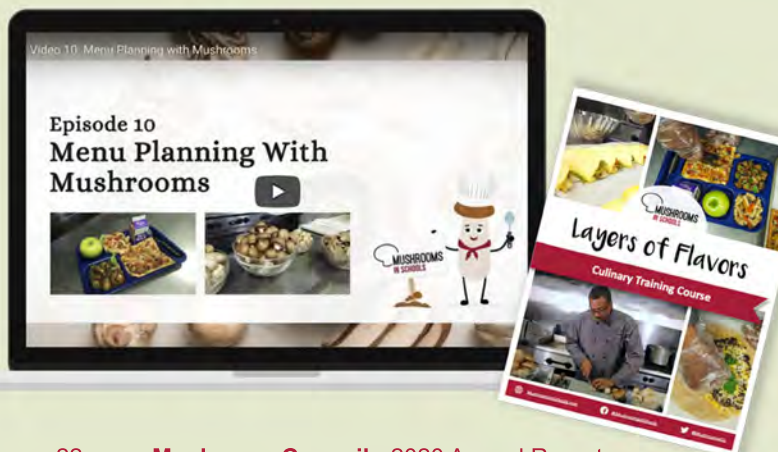 Video 10: Menu Planning with Mushrooms
Episode 10
Menu Planning With
Mushrooms
MUSHROOMS
IN SCHOOLS
MUSHROOMS
IN SCHOOLS
Layers of Flavors
Culinary Training Course
Mushroom Council 2020 Annual Report